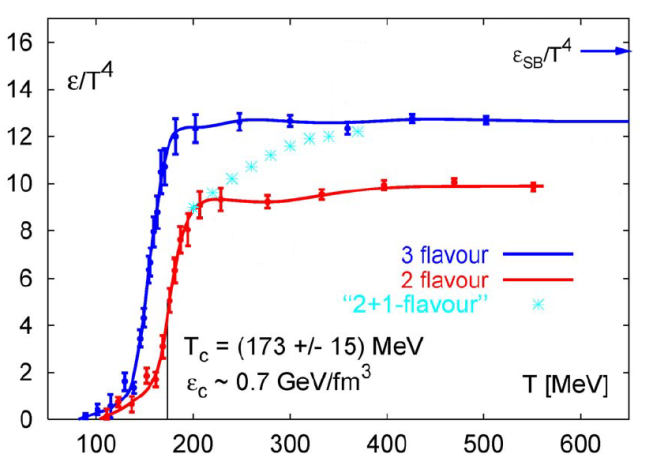 16
14
12
10
8
6
4
2
0
ε/T⁴
ε_SB/T⁴
3 flavour
2 flavour
"2+1-flavour"
T_c = (173 +/- 15) MeV
ε_c ~ 0.7 GeV/fm³
T [MeV]
100 200 300 400 500 600